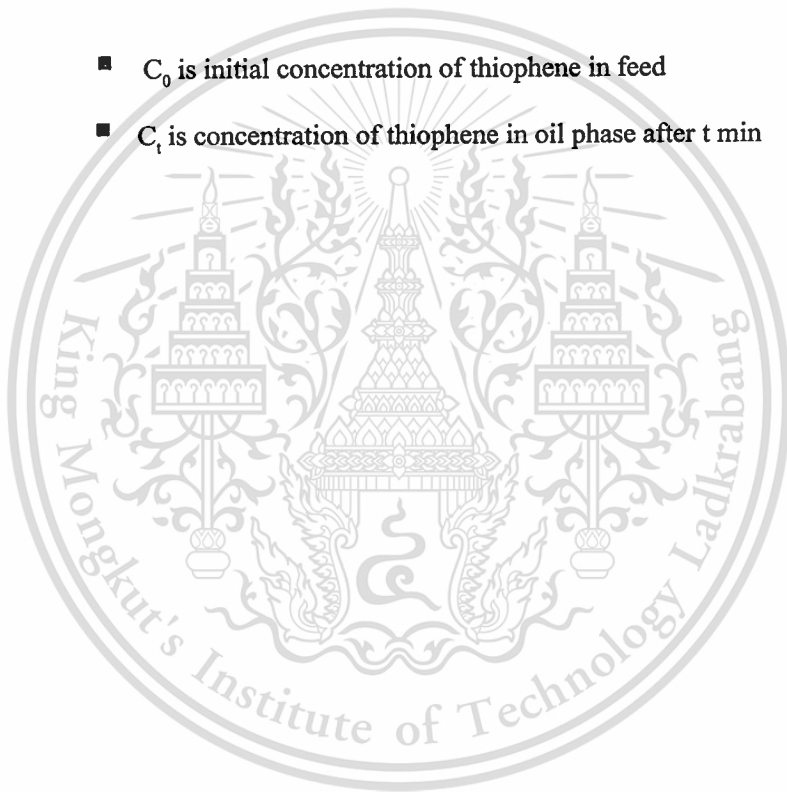 ▪ C₀ is initial concentration of thiophene in feed
▪ Cₜ is concentration of thiophene in oil phase after t min
King Mongkut's Institute of Technology Ladkrabang